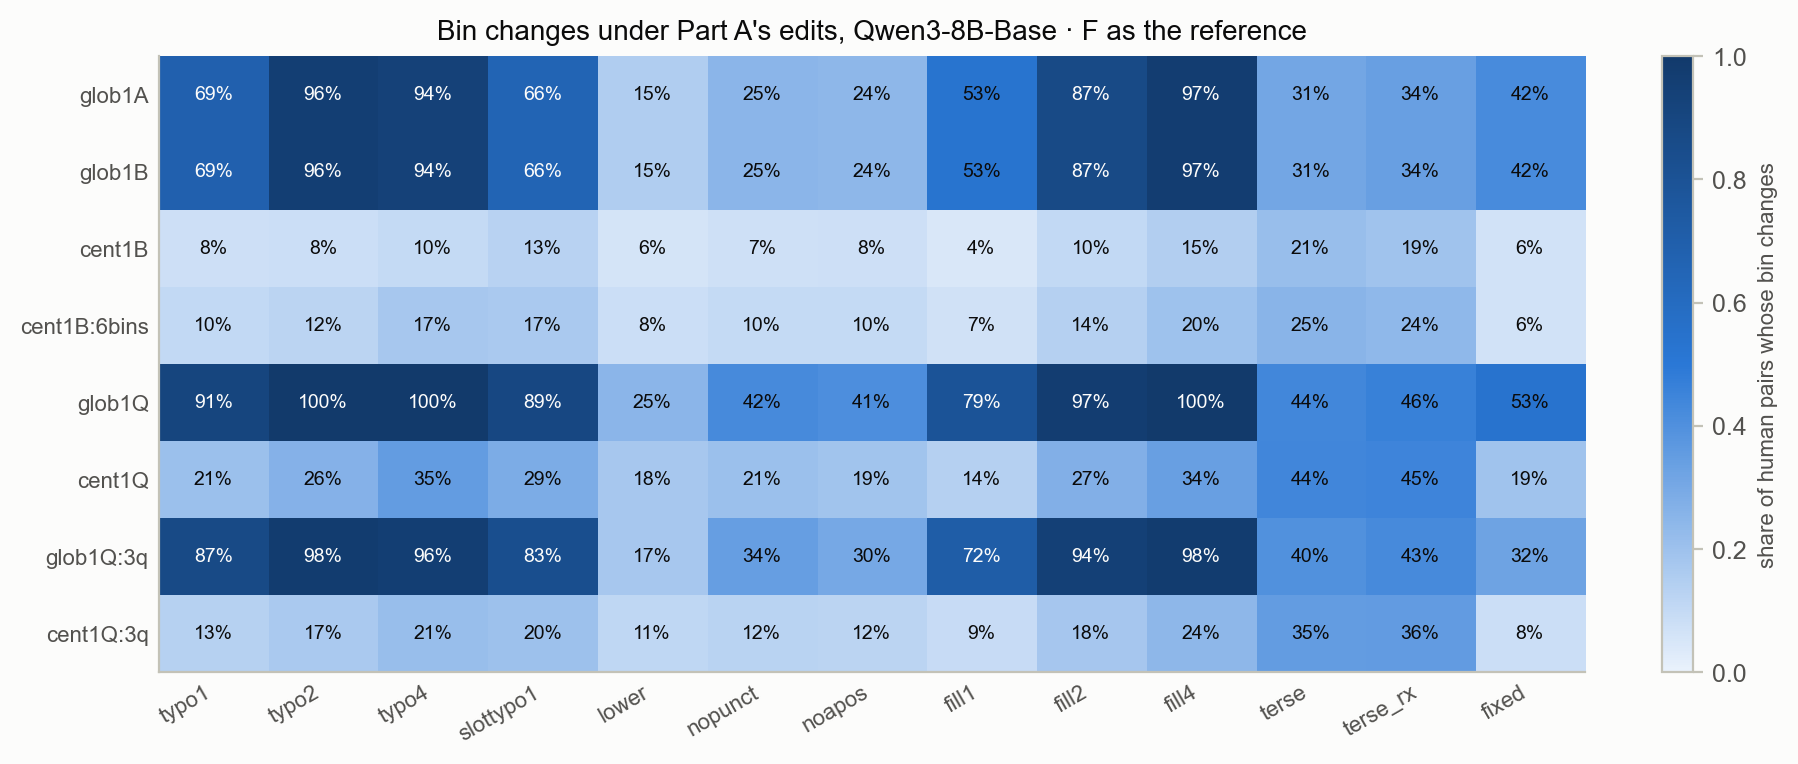 Bin changes under Part A's edits, Qwen3-8B-Base · F as the reference
glob1A 69% 96% 94% 66% 15% 25% 24% 53% 87% 97% 31% 34% 42%
glob1B 69% 96% 94% 66% 15% 25% 24% 53% 87% 97% 31% 34% 42%
cent1B 8% 8% 10% 13% 6% 7% 8% 4% 10% 15% 21% 19% 6%
cent1B:6bins 10% 12% 17% 17% 8% 10% 10% 7% 14% 20% 25% 24% 6%
glob1Q 91% 100% 100% 89% 25% 42% 41% 79% 97% 100% 44% 46% 53%
cent1Q 21% 26% 35% 29% 18% 21% 19% 14% 27% 34% 44% 45% 19%
glob1Q:3q 87% 98% 96% 83% 17% 34% 30% 72% 94% 98% 40% 43% 32%
cent1Q:3q 13% 17% 21% 20% 11% 12% 12% 9% 18% 24% 35% 36% 8%
typo1 typo2 typo4 slottypo1 lower nopunct noapos fill1 fill2 fill4 terse terse_rx fixed
1.0
0.8
0.6
0.4
0.2
0.0
share of human pairs whose bin changes